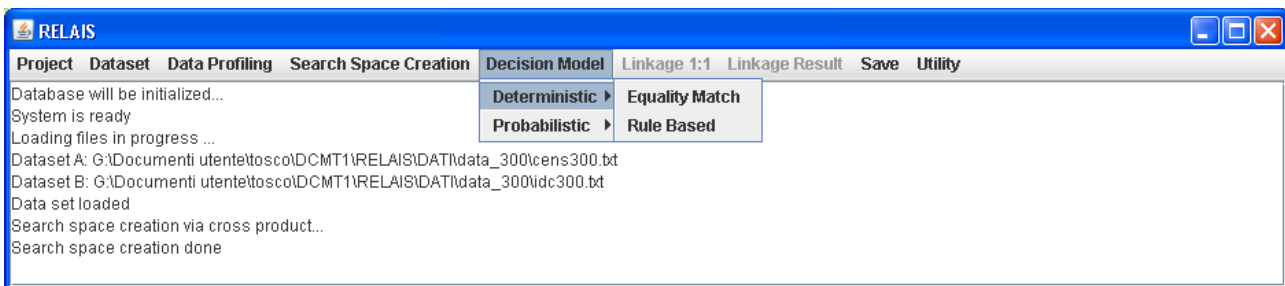 RELAIS
Project Dataset Data Profiling Search Space Creation Decision Model Linkage 1:1 Linkage Result Save Utility
Database will be initialized...
Deterministic Equality Match
System is ready
Probabilistic Rule Based
Loading files in progress ...
Dataset A: G:\Documenti utente\tosco\DCMT1\RELAIS\DATI\data_300\cens300.txt
Dataset B: G:\Documenti utente\tosco\DCMT1\RELAIS\DATI\data_300\idc300.txt
Data set loaded
Search space creation via cross product...
Search space creation done